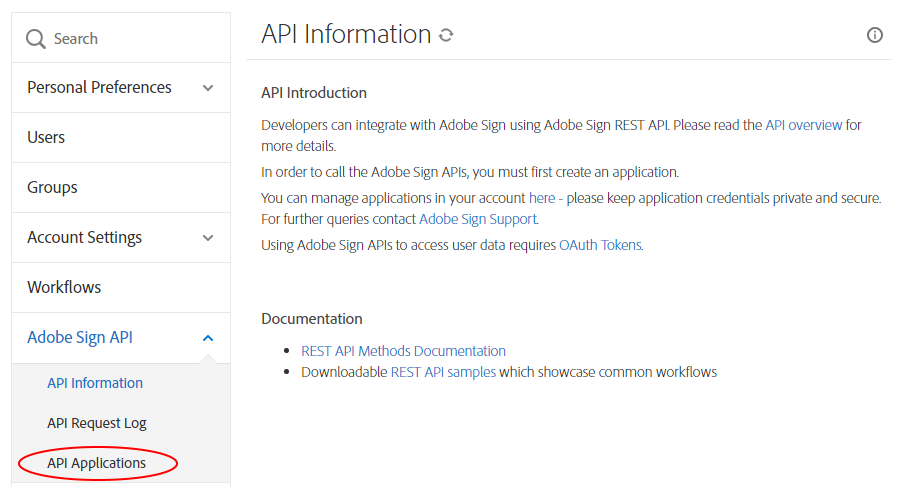 Search
Personal Preferences
Users
Groups
Account Settings
Workflows
Adobe Sign API
API Information
API Request Log
API Applications
API Information
API Introduction
Developers can integrate with Adobe Sign using Adobe Sign REST API. Please read the API overview for
more details.
In order to call the Adobe Sign APIs, you must first create an application.
You can manage applications in your account here - please keep application credentials private and secure.
For further queries contact Adobe Sign Support.
Using Adobe Sign APIs to access user data requires OAuth Tokens.
Documentation
• REST API Methods Documentation
• Downloadable REST API samples which showcase common workflows